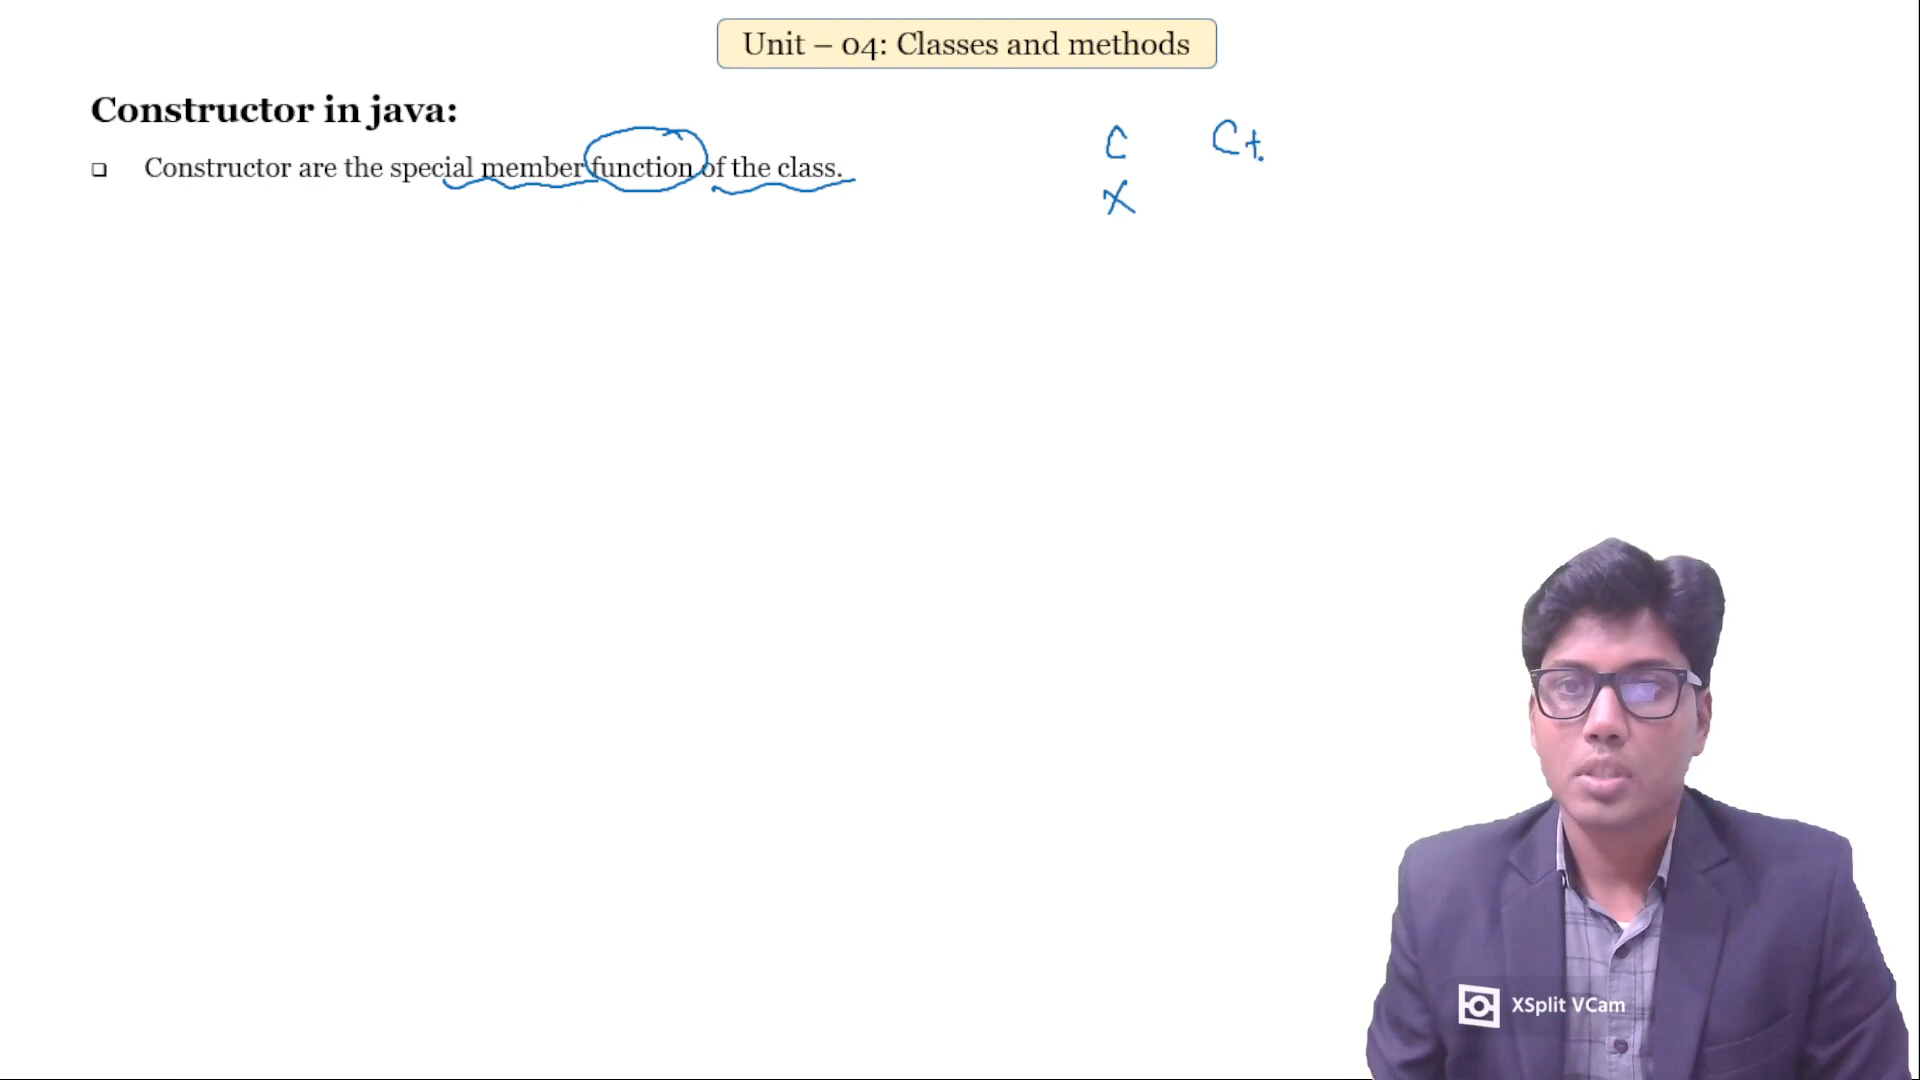 Unit – 04: Classes and methods
Constructor in java:
Constructor are the special member function of the class.
C C+.
X
XSplit VCam